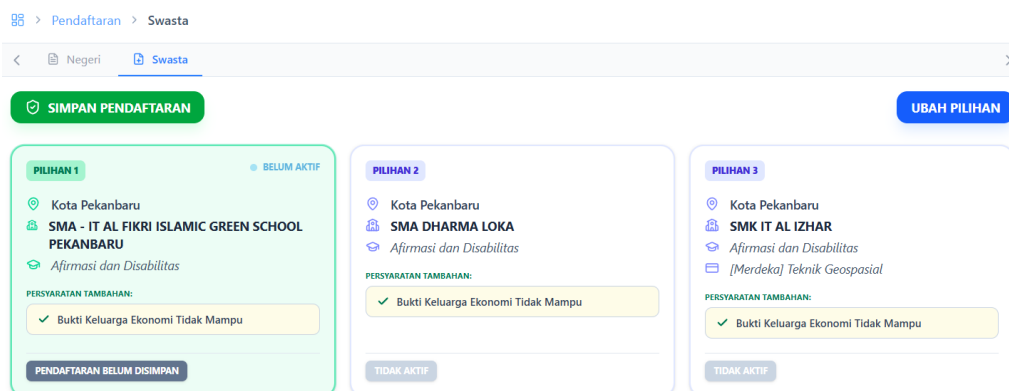 Pendaftaran > Swasta
Negeri Swasta
SIMPAN PENDAFTARAN
UBAH PILIHAN
PILIHAN 1
BELUM AKTIF
Kota Pekanbaru
SMA - IT AL FIKRI ISLAMIC GREEN SCHOOL
PEKANBARU
Afirmasi dan Disabilitas
PERSYARATAN TAMBAHAN:
Bukti Keluarga Ekonomi Tidak Mampu
PENDAFTARAN BELUM DISIMPAN
PILIHAN 2
Kota Pekanbaru
SMA DHARMA LOKA
Afirmasi dan Disabilitas
PERSYARATAN TAMBAHAN:
Bukti Keluarga Ekonomi Tidak Mampu
TIDAK AKTIF
PILIHAN 3
Kota Pekanbaru
SMK IT AL IZHAR
Afirmasi dan Disabilitas
[Merdeka] Teknik Geospasial
PERSYARATAN TAMBAHAN:
Bukti Keluarga Ekonomi Tidak Mampu
TIDAK AKTIF